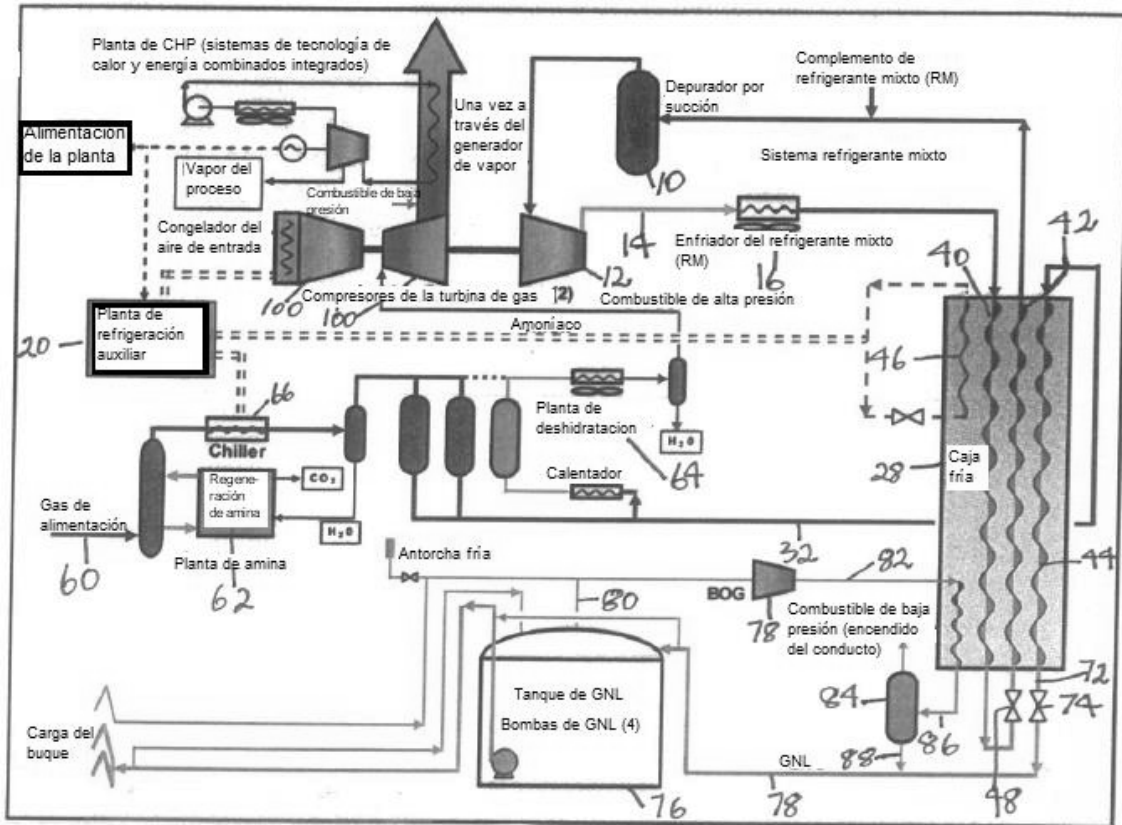 Planta de CHP (sistemas de tecnología de
calor y energía combinados integrados)
Complemento de
refrigerante mixto (RM)
Depurador por
succión
Una vez a
través del
generador
de vapor
Alimentación
de la planta
Sistema refrigerante mixto
Vapor del
proceso
Combustible de baja
presión
10
Congelador del
aire de entrada
14
Enfriador del refrigerante mixto
(RM)
16
12
40
42
100
100
Compresores de la turbina de gas (2)
Combustible de alta presión
Amoníaco
20
Planta de
refrigeración
auxiliar
46
66
Chiller
Planta de
deshidratacion
64
H₂O
Calentador
28
Caja
fría
Gas de
alimentación
60
Regene-
ración
de amina
CO₂
H₂O
Planta de amina
62
32
Antorcha fría
80
BOG
78
82
44
Combustible de baja
presión (encendido
del conducto)
72
74
84
86
88
48
Tanque de GNL
Bombas de GNL (4)
Carga del
buque
GNL
76
78